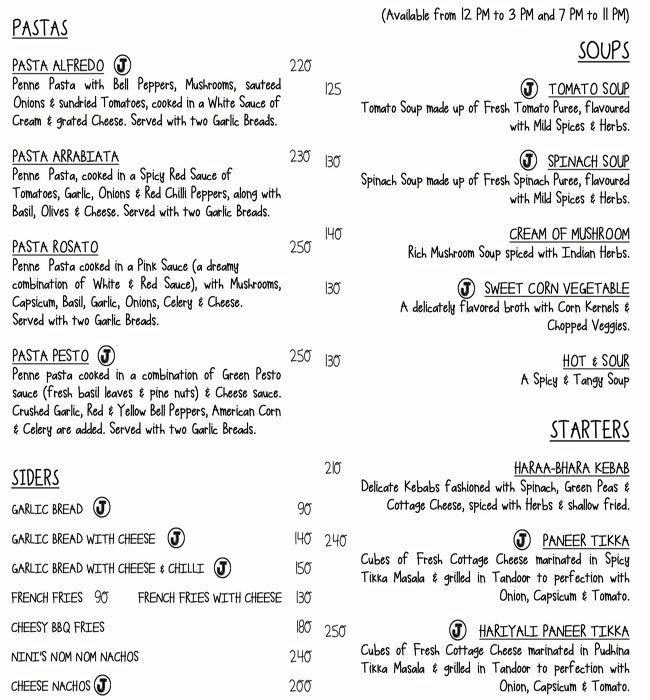 PASTAS
PASTA ALFREDO J 220
Penne Pasta with Bell Peppers, Mushrooms, sauteed
Onions & sundried Tomatoes, cooked in a White Sauce of
Cream & grated Cheese. Served with two Garlic Breads.
PASTA ARRABIATA 230
Penne Pasta, cooked in a Spicy Red Sauce of
Tomatoes, Garlic, Onions & Red Chilli Peppers, along with
Basil, Olives & Cheese. Served with two Garlic Breads.
PASTA ROSATO 250
Penne Pasta cooked in a Pink Sauce (a dreamy
combination of White & Red Sauce), with Mushrooms,
Capsicum, Basil, Garlic, Onions, Celery & Cheese.
Served with two Garlic Breads.
PASTA PESTO J 250
Penne pasta cooked in a combination of Green Pesto
sauce (fresh basil leaves & pine nuts) & Cheese sauce.
Crushed Garlic, Red & Yellow Bell Peppers, American Corn
& Celery are added. Served with two Garlic Breads.
SIDERS
GARLIC BREAD J 90
GARLIC BREAD WITH CHEESE J 140
GARLIC BREAD WITH CHEESE & CHILLI J 150
FRENCH FRIES 90 FRENCH FRIES WITH CHEESE 130
CHEESY BBQ FRIES 180
NINI'S NOM NOM NACHOS 240
CHEESE NACHOS J 200
(Available from 12 PM to 3 PM and 7 PM to 11 PM)
SOUPS
125 J TOMATO SOUP
Tomato Soup made up of Fresh Tomato Puree, flavoured
with Mild Spices & Herbs.
130 J SPINACH SOUP
Spinach Soup made up of Fresh Spinach Puree, flavoured
with Mild Spices & Herbs.
140 CREAM OF MUSHROOM
Rich Mushroom Soup spiced with Indian Herbs.
130 J SWEET CORN VEGETABLE
A delicately flavored broth with Corn Kernels &
Chopped Veggies.
130 HOT & SOUR
A Spicy & Tangy Soup
STARTERS
210 HARAA-BHARA KEBAB
Delicate Kebabs fashioned with Spinach, Green Peas &
Cottage Cheese, spiced with Herbs & shallow fried.
240 J PANEER TIKKA
Cubes of Fresh Cottage Cheese marinated in Spicy
Tikka Masala & grilled in Tandoor to perfection with
Onion, Capsicum & Tomato.
250 J HARIYALI PANEER TIKKA
Cubes of Fresh Cottage Cheese marinated in Pudhina
Tikka Masala & grilled in Tandoor to perfection with
Onion, Capsicum & Tomato.